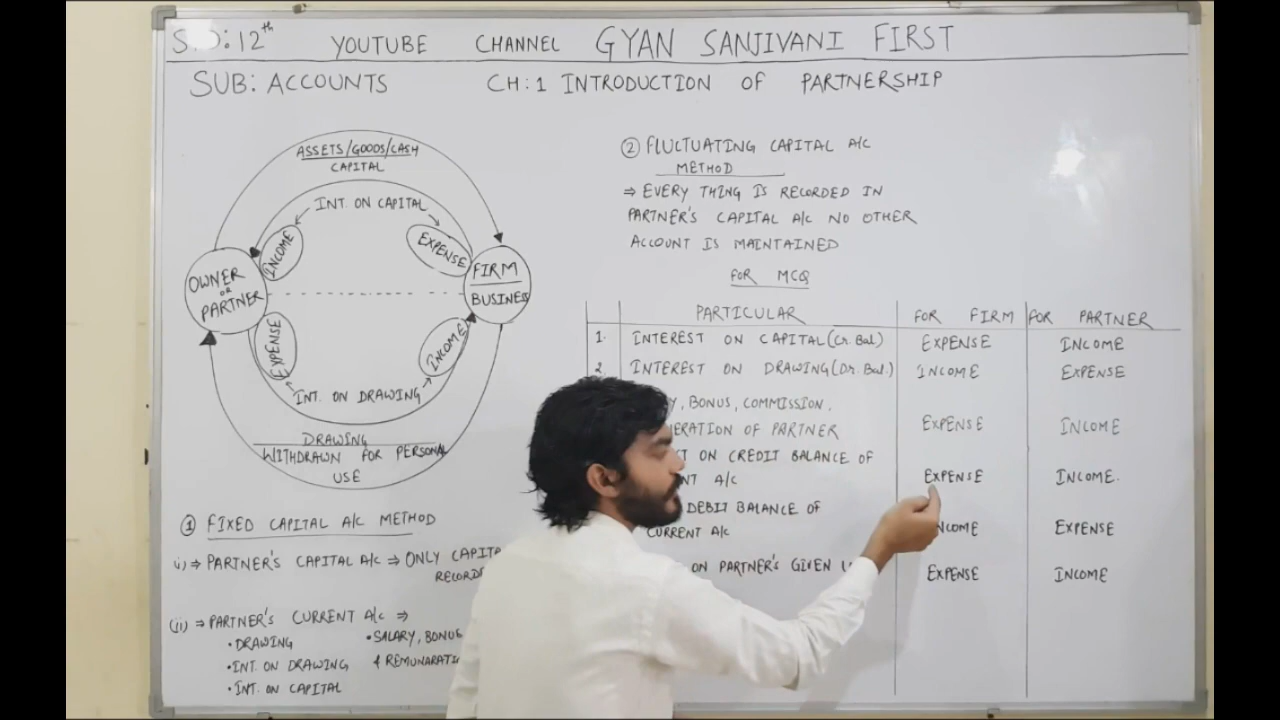 12th YOUTUBE CHANNEL GYAN SANJIVANI FIRST
SUB: ACCOUNTS CH:1 INTRODUCTION OF PARTNERSHIP
ASSETS/GOODS/CASH
CAPITAL
INT. ON CAPITAL
INCOME
EXPENSE
OWNER
OR
PARTNER
FIRM
BUSINESS
EXPENSE
INCOME
INT. ON DRAWING
DRAWING
WITHDRAWN FOR PERSONAL
USE
① FIXED CAPITAL A/C METHOD
i) ⇒ PARTNER'S CAPITAL A/C ⇒ ONLY
(ii) ⇒ PARTNER'S CURRENT A/C ⇒
• DRAWING • SALARY, BONUS
• INT. ON DRAWING
• INT. ON CAPITAL
② FLUCTUATING CAPITAL A/C
METHOD
⇒ EVERY THING IS RECORDED IN
PARTNER'S CAPITAL A/C NO OTHER
ACCOUNT IS MAINTAINED
FOR MCQ
PARTICULAR FOR FIRM FOR PARTNER
1. INTEREST ON CAPITAL (Cr. Bal) EXPENSE INCOME
2. INTEREST ON DRAWING (Dr. Bal.) INCOME EXPENSE
BONUS, COMMISSION,
OF PARTNER EXPENSE INCOME
ON CREDIT BALANCE OF
A/C EXPENSE INCOME.
DEBIT BALANCE OF
CURRENT A/C EXPENSE
ON PARTNER'S GIVEN EXPENSE INCOME